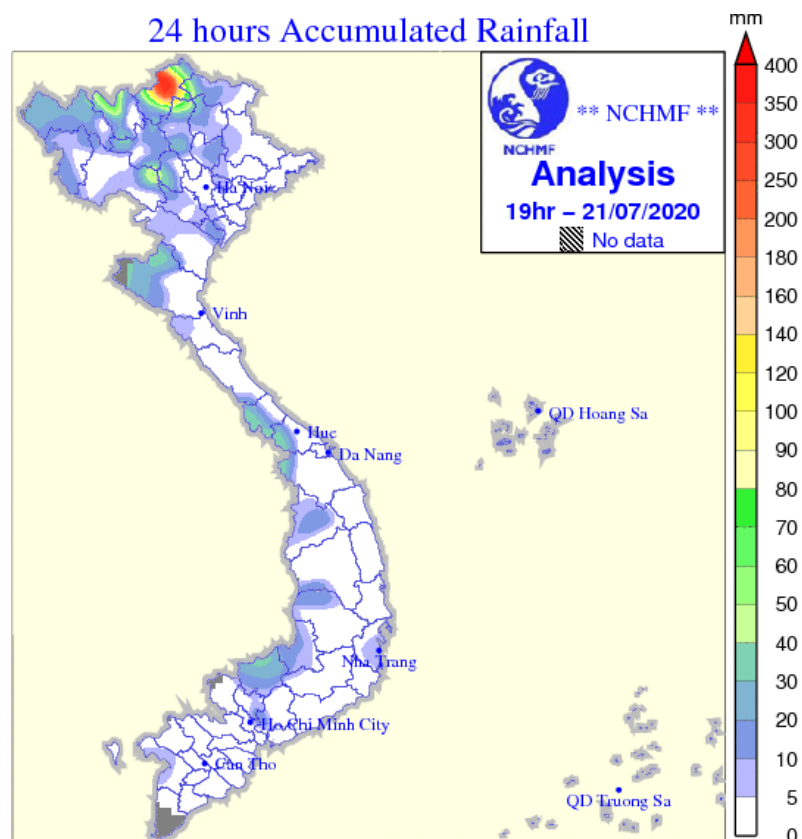 24 hours Accumulated Rainfall
mm
NCHMF
** NCHMF **
Analysis
19hr – 21/07/2020
No data
400
350
300
250
200
180
160
140
120
100
90
80
70
60
50
40
30
20
10
5
0
Ha Noi
Vinh
Hue
Da Nang
QD Hoang Sa
Nha Trang
Ho Chi Minh City
Can Tho
QD Truong Sa